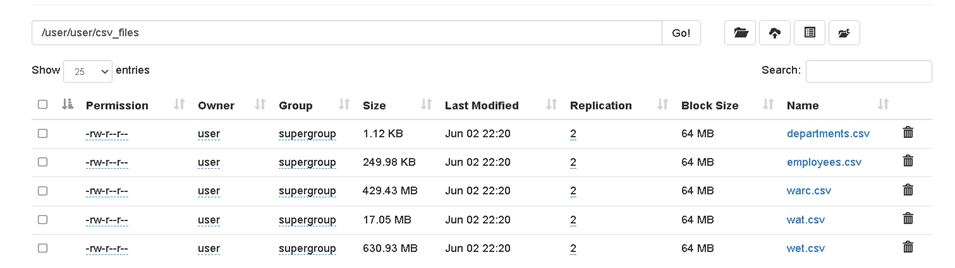 /user/user/csv_files Go!
Show 25 entries Search:
Permission Owner Group Size Last Modified Replication Block Size Name
-rw-r--r-- user supergroup 1.12 KB Jun 02 22:20 2 64 MB departments.csv
-rw-r--r-- user supergroup 249.98 KB Jun 02 22:20 2 64 MB employees.csv
-rw-r--r-- user supergroup 429.43 MB Jun 02 22:20 2 64 MB warc.csv
-rw-r--r-- user supergroup 17.05 MB Jun 02 22:20 2 64 MB wat.csv
-rw-r--r-- user supergroup 630.93 MB Jun 02 22:20 2 64 MB wet.csv